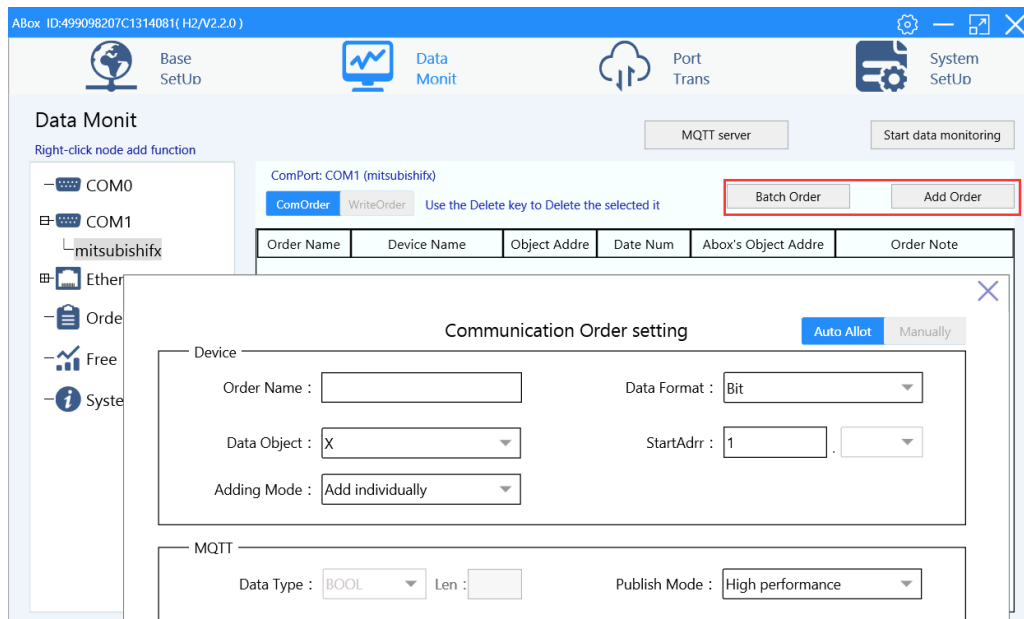 ABox ID:499098207C1314081( H2/V2.2.0 )
Base
SetUp
Data
Monit
Port
Trans
System
SetUp
Data Monit
MQTT server
Start data monitoring
Right-click node add function
COM0
COM1
mitsubishifx
Ether
Orde
Free
Syste
ComPort: COM1 (mitsubishifx)
ComOrder
WriteOrder
Use the Delete key to Delete the selected it
Batch Order
Add Order
Order Name
Device Name
Object Addre
Date Num
Abox's Object Addre
Order Note
Communication Order setting
Auto Allot
Manually
Device
Order Name :
Data Format : Bit
Data Object : X
StartAdrr : 1 .
Adding Mode : Add individually
MQTT
Data Type : BOOL
Len :
Publish Mode : High performance